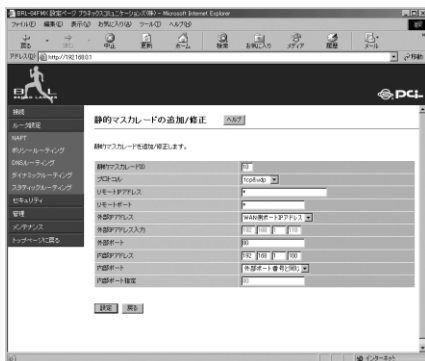 BRL-04FMX 設定ページ プラネックスコミュニケーションズ(株) - Microsoft Internet Explorer
ファイル(F) 編集(E) 表示(V) お気に入り(A) ツール(T) ヘルプ(H)
戻る 中止 更新 ホーム 検索 お気に入り メディア 履歴 メール
アドレス(D) http://192.168.0.1 移動
BRL
PCI
接続
ルータ設定
NAPT
ポリシールーティング
DNSルーティング
ダイナミックルーティング
スタティックルーティング
セキュリティ
管理
メンテナンス
トップページに戻る
静的マスカレードの追加/修正 ヘルプ
静的マスカレードを追加/修正します。
静的マスカレードID 10
プロトコル tcp&udp
リモートIPアドレス *
リモートポート *
外部IPアドレス WAN側ポートIPアドレス
外部IPアドレス入力 192 168 1 110
外部ポート 80
内部IPアドレス 192 168 1 100
内部ポート 外部ポート番号と同じ
内部ポート指定 80
設定 戻る
インターネット